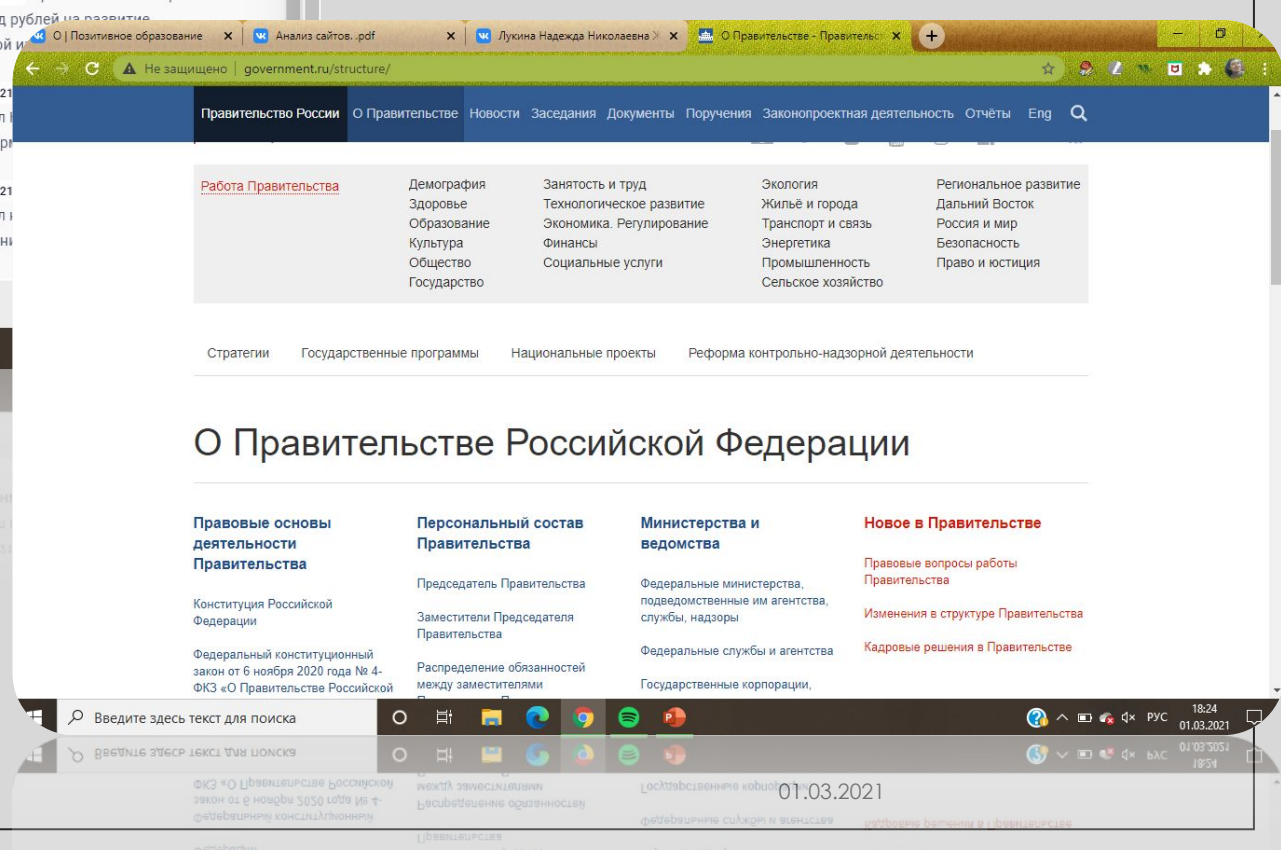 д рублей на развитие
О | Позитивное образование
Анализ сайтов. .pdf
Лукина Надежда Николаевна
О Правительстве - Правительс
Не защищено | government.ru/structure/
Правительство России О Правительстве Новости Заседания Документы Поручения Законопроектная деятельность Отчёты Eng
Работа Правительства
Демография
Здоровье
Образование
Культура
Общество
Государство
Занятость и труд
Технологическое развитие
Экономика. Регулирование
Финансы
Социальные услуги
Экология
Жильё и города
Транспорт и связь
Энергетика
Промышленность
Сельское хозяйство
Региональное развитие
Дальний Восток
Россия и мир
Безопасность
Право и юстиция
Стратегии Государственные программы Национальные проекты Реформа контрольно-надзорной деятельности
О Правительстве Российской Федерации
Правовые основы
деятельности
Правительства
Конституция Российской
Федерации
Федеральный конституционный
закон от 6 ноября 2020 года № 4-
ФКЗ «О Правительстве Российской
Персональный состав
Правительства
Председатель Правительства
Заместители Председателя
Правительства
Распределение обязанностей
между заместителями
Министерства и
ведомства
Федеральные министерства,
подведомственные им агентства,
службы, надзоры
Федеральные службы и агентства
Государственные корпорации,
Новое в Правительстве
Правовые вопросы работы
Правительства
Изменения в структуре Правительства
Кадровые решения в Правительстве
Введите здесь текст для поиска
РУС
18:24
01.03.2021
01.03.2021